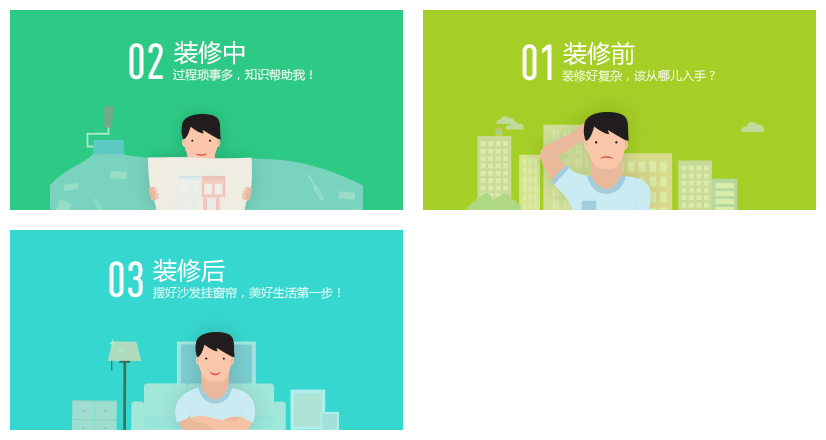 02 装修中
过程琐事多，知识帮助我！
01 装修前
装修好复杂，该从哪儿入手？
03 装修后
摆好沙发挂窗帘，美好生活第一步！